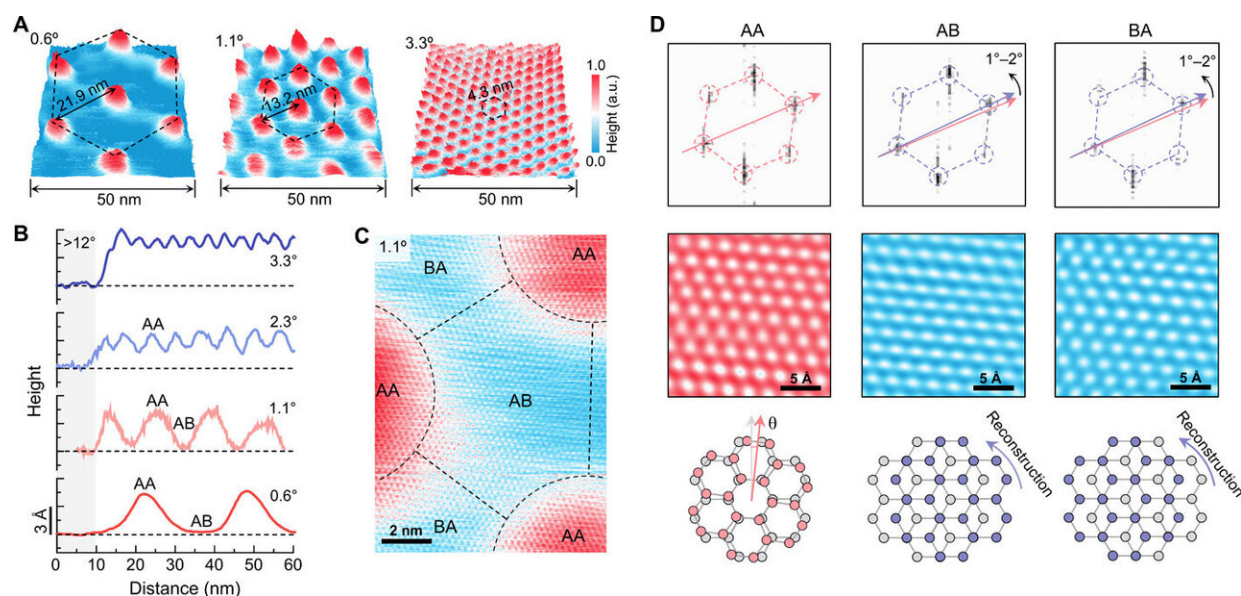 A
0.6°
21.9 nm
50 nm
1.1°
13.2 nm
50 nm
3.3°
4.3 nm
50 nm
1.0
0.0
Height (a.u.)
B
>12°
3.3°
2.3°
AA
1.1°
AA
AB
0.6°
AA
AB
3 Å
Height
0 10 20 30 40 50 60
Distance (nm)
C
1.1°
BA
AA
AA
AB
BA
AA
2 nm
D
AA AB BA
1°–2° 1°–2°
5 Å 5 Å 5 Å
θ
Reconstruction
Reconstruction